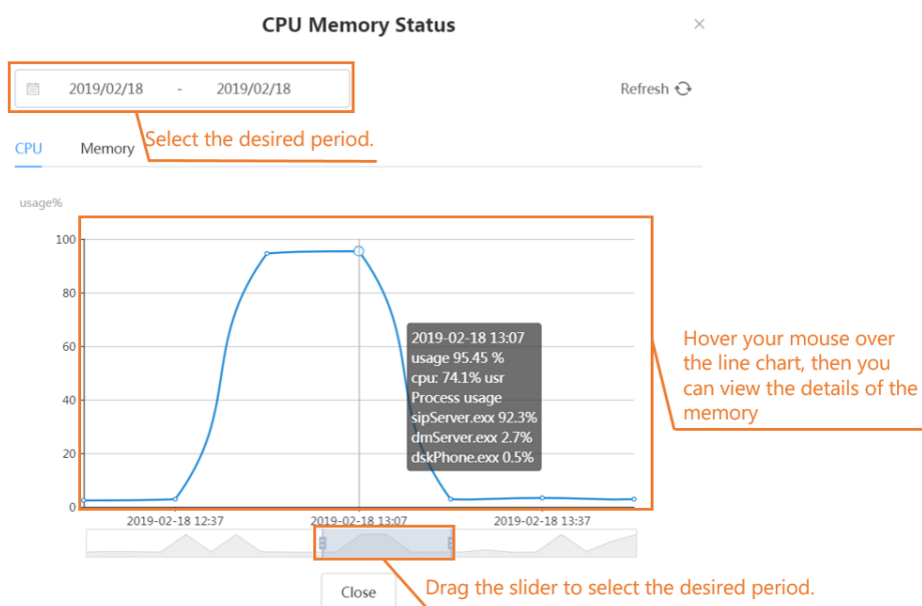 CPU Memory Status
2019/02/18 - 2019/02/18
Refresh
Select the desired period.
CPU Memory
usage%
100
80
60
40
20
0
2019-02-18 13:07
usage 95.45 %
cpu: 74.1% usr
Process usage
sipServer.exx 92.3%
dmServer.exx 2.7%
dskPhone.exx 0.5%
Hover your mouse over
the line chart, then you
can view the details of the
memory
2019-02-18 12:37 2019-02-18 13:07 2019-02-18 13:37
Close
Drag the slider to select the desired period.